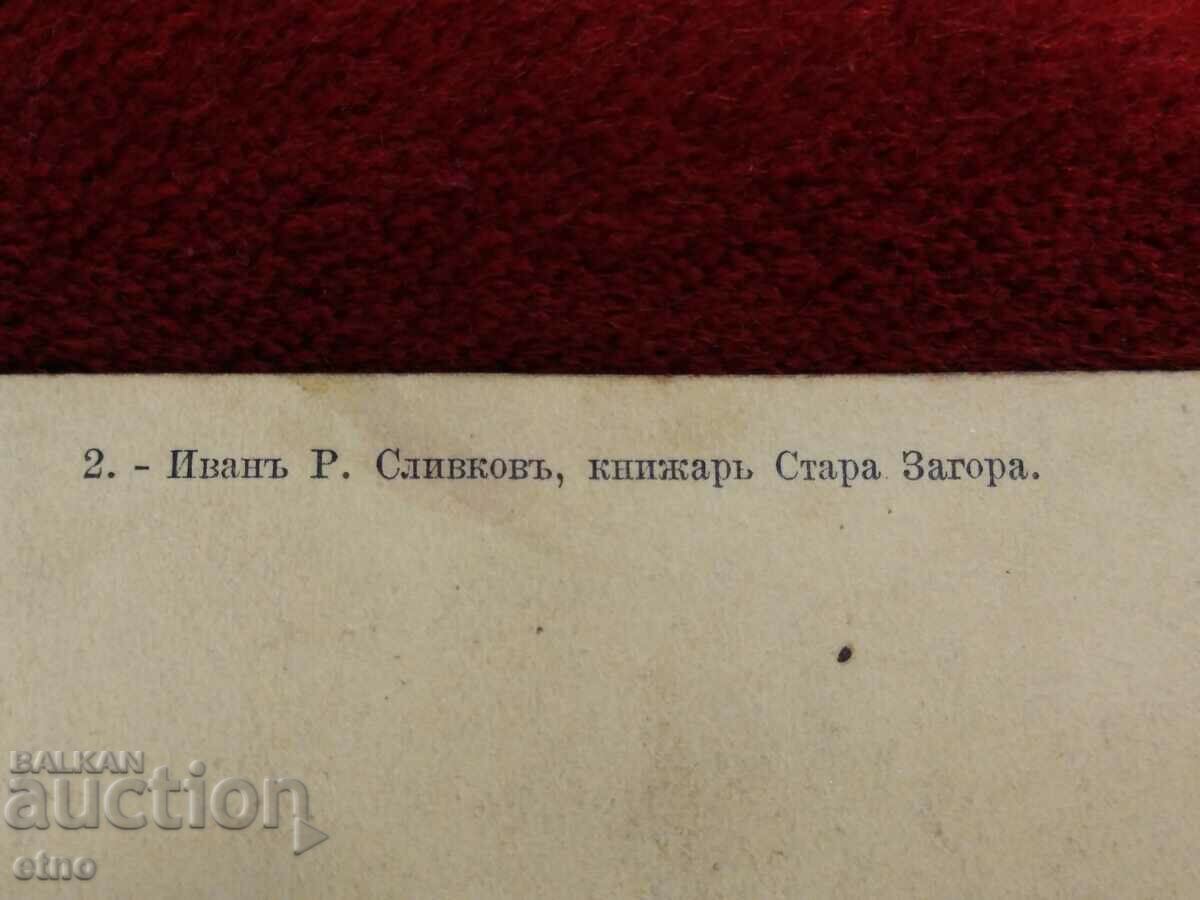 2. - Иванъ Р. Сливковъ, книжарь Стара Загора.
BALKAN
auction
etno